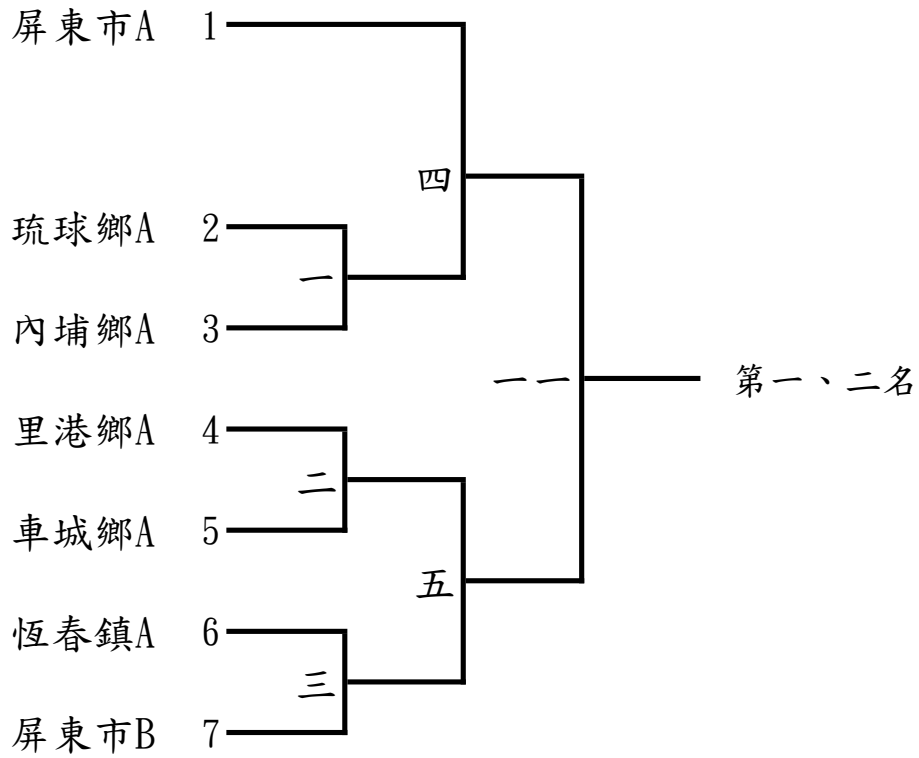 屏東市A 1
四
琉球鄉A 2
一
內埔鄉A 3
一一 第一、二名
里港鄉A 4
二
車城鄉A 5
五
恆春鎮A 6
三
屏東市B 7